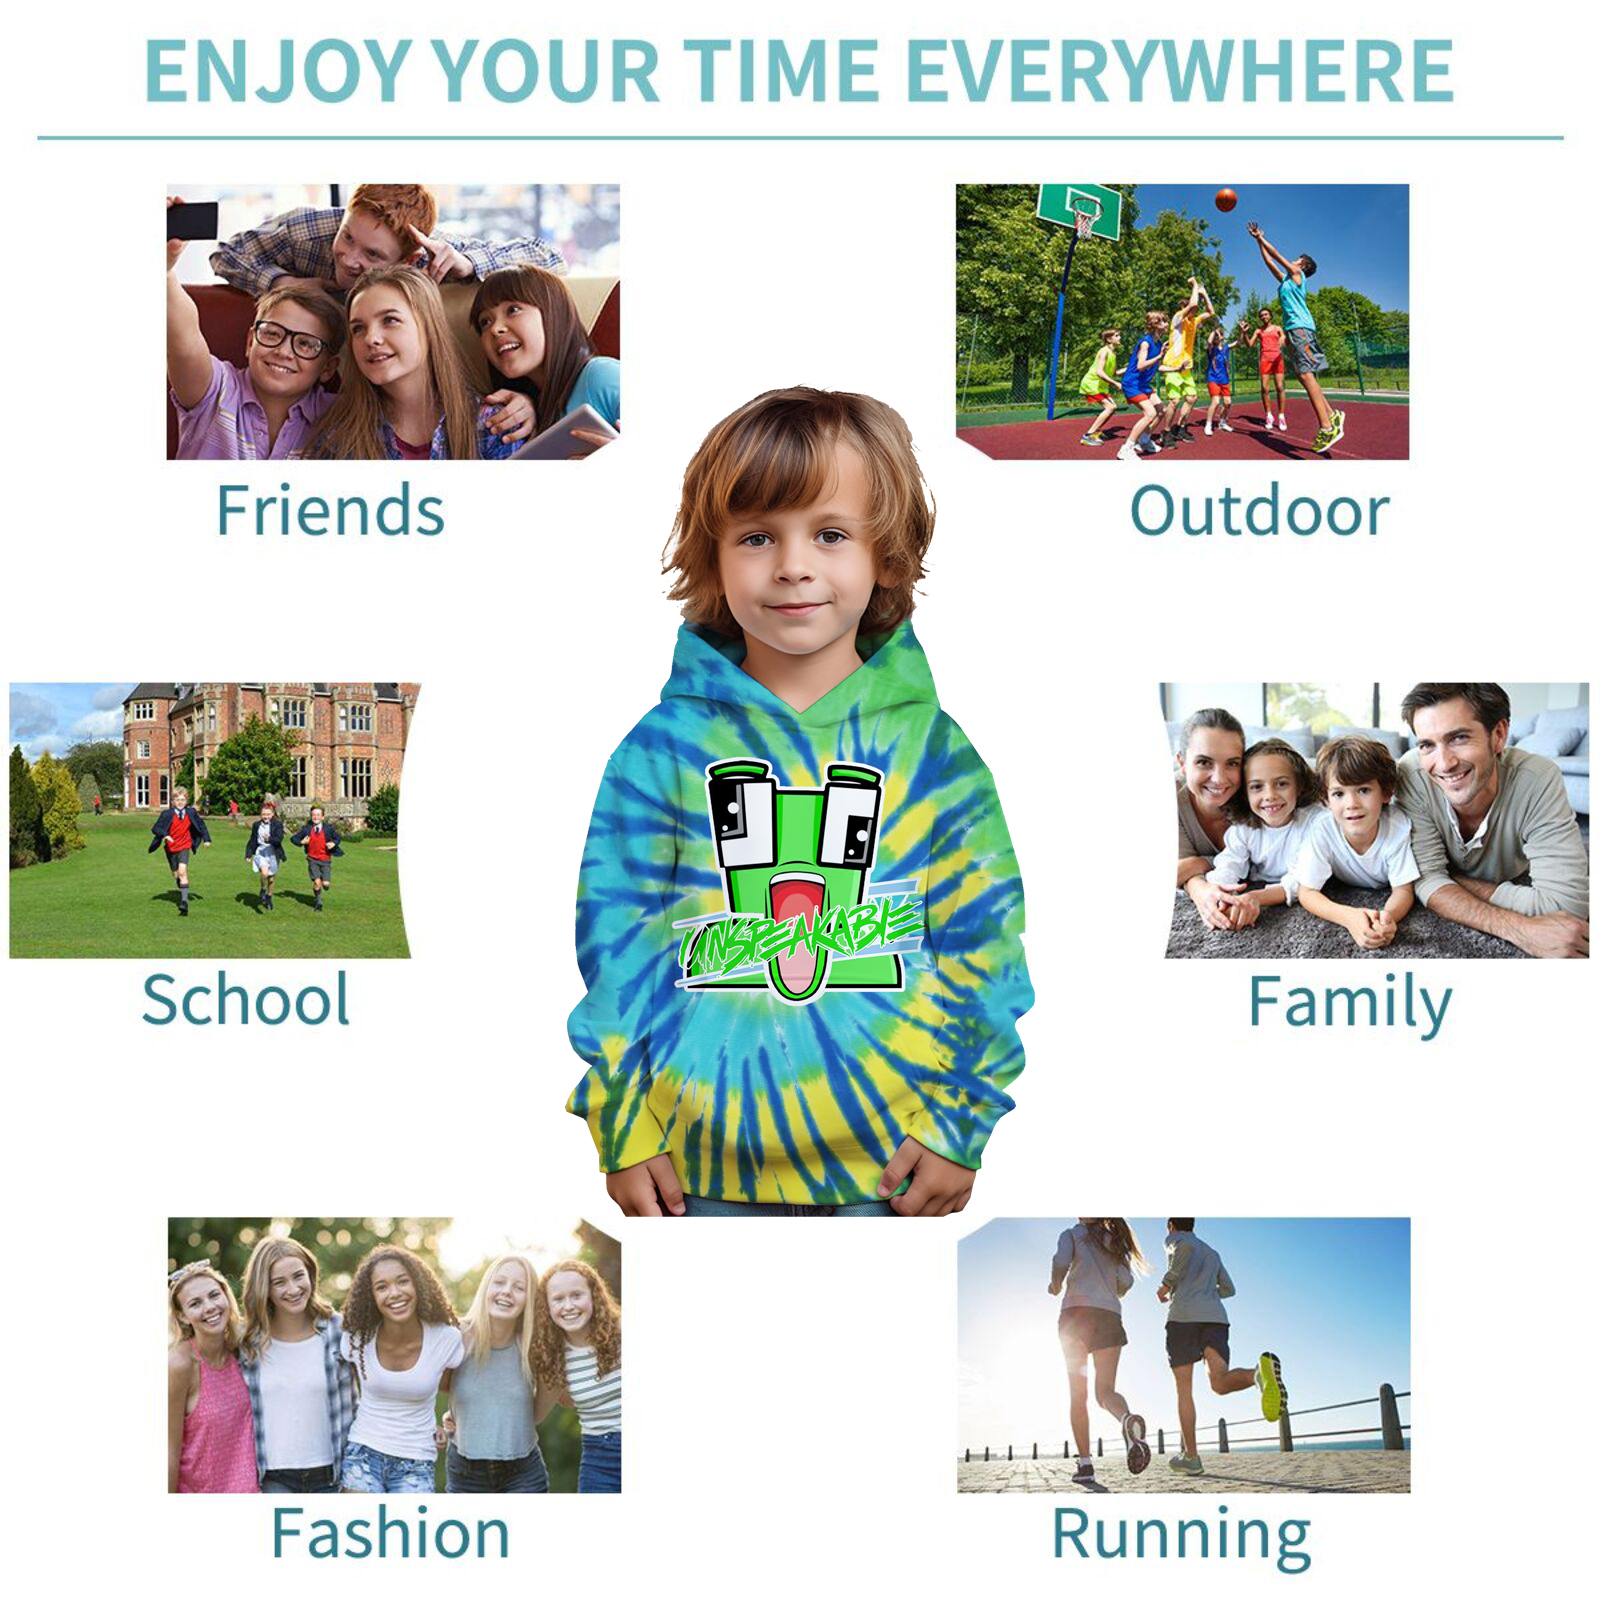 ENJOY YOUR TIME EVERYWHERE
Friends
Outdoor
UNSPEAKABLE
School
Family
Fashion
Running